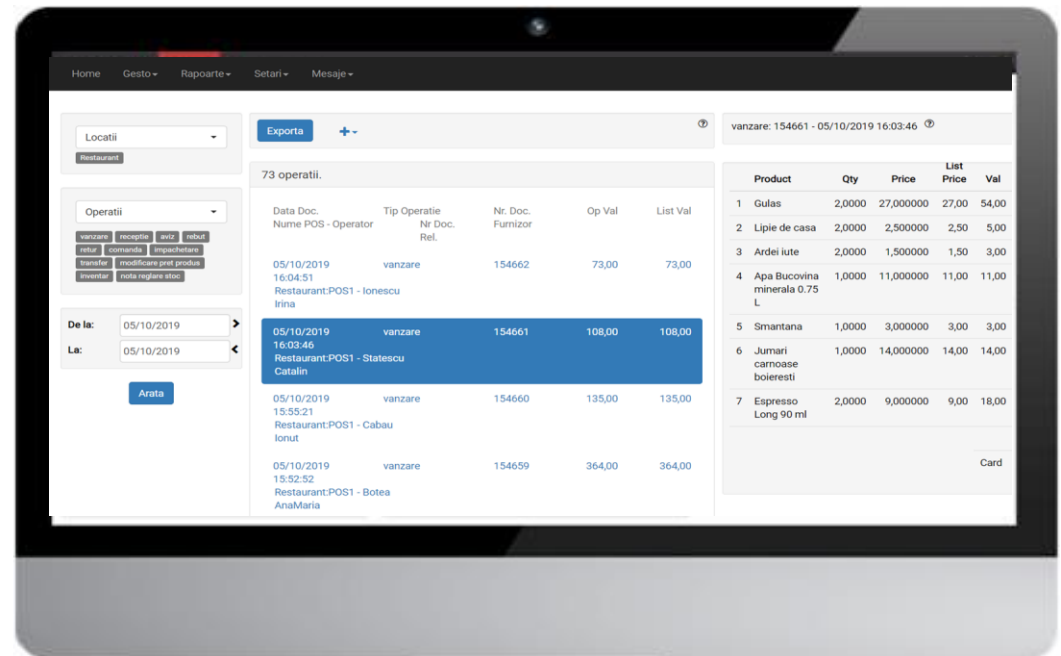 Home Gesto Rapoarte Setari Mesaje
Locatii
Restaurant
Operatii
vanzare receptie aviz rebut
retur comanda impachetare
transfer modificare pret produs
inventar nota reglare stoc
De la: 05/10/2019
La: 05/10/2019
Arata
Exporta
73 operatii.
Data Doc. Tip Operatie Nr. Doc. Op Val List Val
Nume POS - Operator Nr Doc. Furnizor
Rel.
05/10/2019 vanzare 154662 73,00 73,00
16:04:51
Restaurant:POS1 - Ionescu
Irina
05/10/2019 vanzare 154661 108,00 108,00
16:03:46
Restaurant:POS1 - Statescu
Catalin
05/10/2019 vanzare 154660 135,00 135,00
15:55:21
Restaurant:POS1 - Cabau
Ionut
05/10/2019 vanzare 154659 364,00 364,00
15:52:52
Restaurant:POS1 - Botea
AnaMaria
vanzare: 154661 - 05/10/2019 16:03:46
List
Product Qty Price Price Val
1 Gulas 2,0000 27,000000 27,00 54,00
2 Lipie de casa 2,0000 2,500000 2,50 5,00
3 Ardei iute 2,0000 1,500000 1,50 3,00
4 Apa Bucovina 1,0000 11,000000 11,00 11,00
minerala 0.75
L
5 Smantana 1,0000 3,000000 3,00 3,00
6 Jumari 1,0000 14,000000 14,00 14,00
carnoase
boieresti
7 Espresso 2,0000 9,000000 9,00 18,00
Long 90 ml
Card